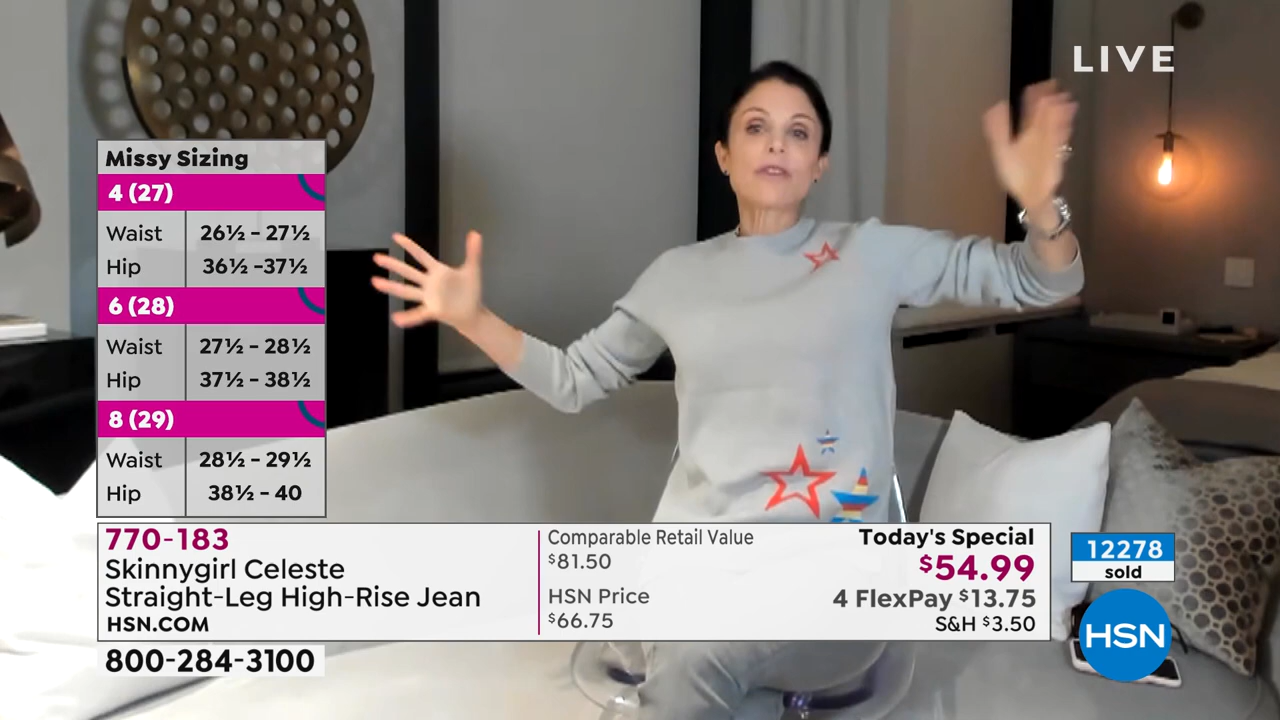 LIVE
Missy Sizing
4 (27)
Waist 26½ - 27½
Hip 36½ -37½
6 (28)
Waist 27½ - 28½
Hip 37½ - 38½
8 (29)
Waist 28½ - 29½
Hip 38½ - 40
770-183
Skinnygirl Celeste
Straight-Leg High-Rise Jean
HSN.COM
Comparable Retail Value
$81.50
HSN Price
$66.75
Today's Special
$54.99
4 FlexPay $13.75
S&H $3.50
12278
sold
HSN
800-284-3100